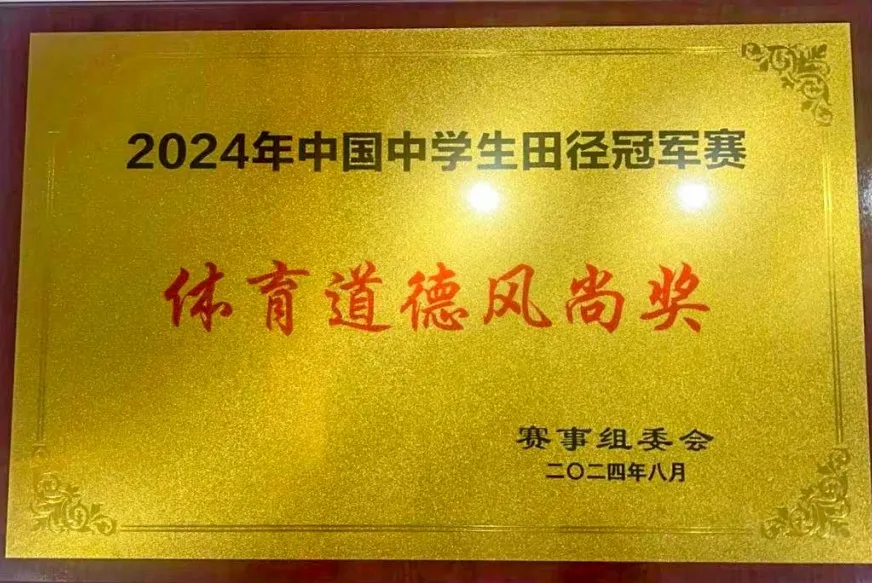 2024年中国中学生田径冠军赛
体育道德风尚奖
赛事组委会
二〇二四年八月